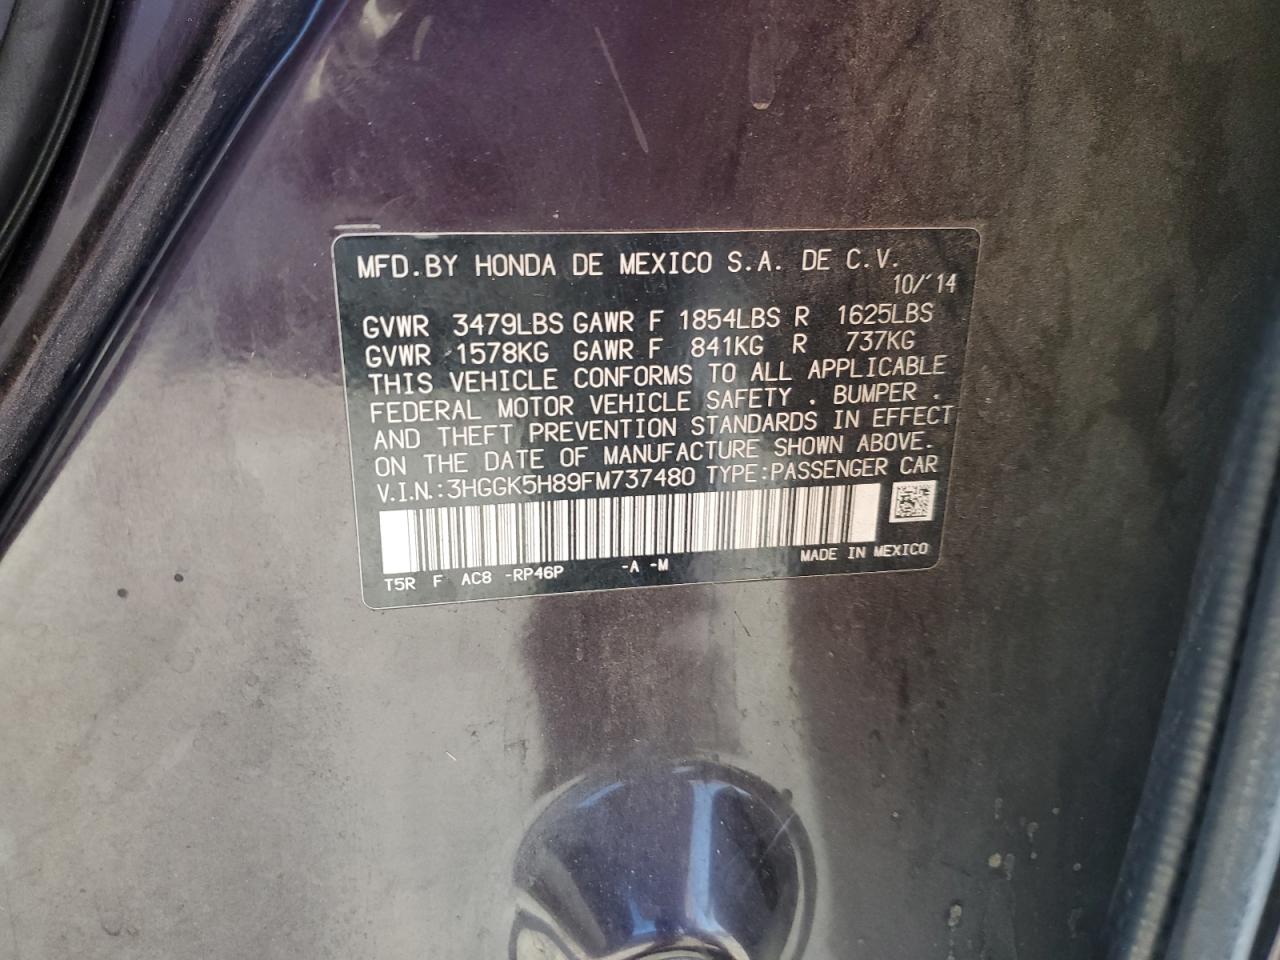 MFD.BY HONDA DE MEXICO S.A. DE C.V.
10/'14
GVWR 3479LBS GAWR F 1854LBS R 1625LBS
GVWR 1578KG GAWR F 841KG R 737KG
THIS VEHICLE CONFORMS TO ALL APPLICABLE
FEDERAL MOTOR VEHICLE SAFETY . BUMPER .
AND THEFT PREVENTION STANDARDS IN EFFECT
ON THE DATE OF MANUFACTURE SHOWN ABOVE.
V.I.N.:3HGGK5H89FM737480 TYPE:PASSENGER CAR
MADE IN MEXICO
T5R F AC8 -RP46P -A -M